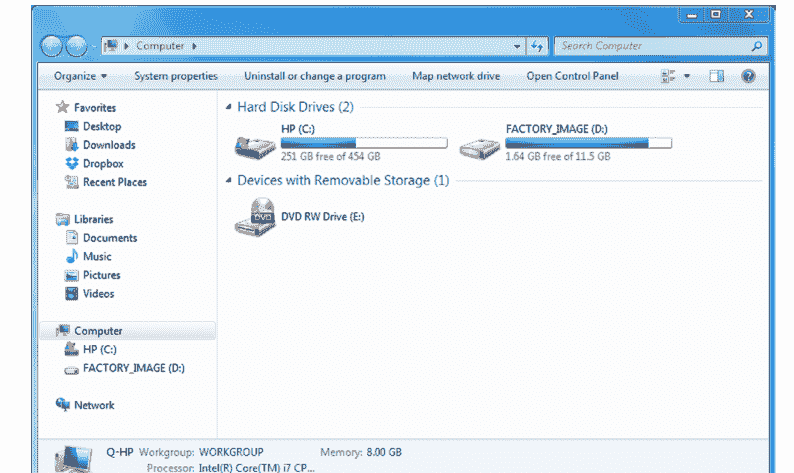 Computer
Search Computer
Organize System properties Uninstall or change a program Map network drive Open Control Panel
Favorites
Desktop
Downloads
Dropbox
Recent Places
Libraries
Documents
Music
Pictures
Videos
Computer
HP (C:)
FACTORY_IMAGE (D:)
Network
Hard Disk Drives (2)
HP (C:)
251 GB free of 454 GB
FACTORY_IMAGE (D:)
1.64 GB free of 11.5 GB
Devices with Removable Storage (1)
DVD
DVD RW Drive (E:)
Q-HP Workgroup: WORKGROUP Memory: 8.00 GB
Processor: Intel(R) Core(TM) i7 CP...